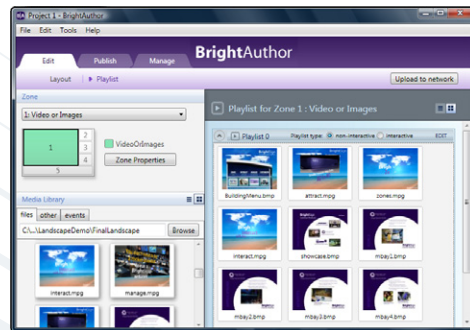 Project 1 - BrightAuthor
File Edit Tools Help
Edit Publish Manage BrightAuthor
Layout Playlist Upload to network
Zone
1: Video or Images
1 2 3 4 5
VideoOrImages
Zone Properties
Media Library
files other events
C:\...\LandscapeDemo\FinalLandscape Browse
interact.mpg manage.mpg
Playlist for Zone 1 : Video or Images
Playlist 0 Playlist type: non-interactive interactive EDIT
BuildingMenu.bmp attract.mpg zones.mpg
interact.mpg showcase.bmp mbay1.bmp
mbay2.bmp mbay3.bmp mbay4.bmp